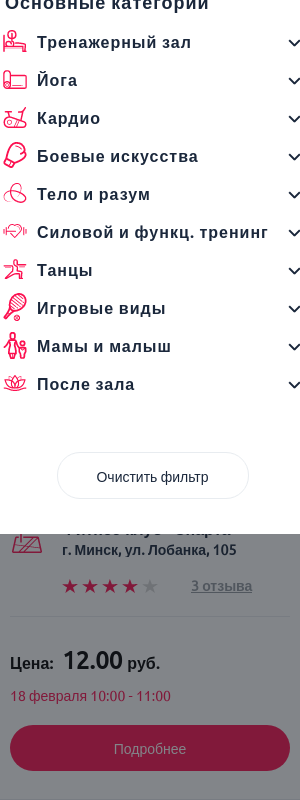 Основные категории
Тренажерный зал
Йога
Кардио
Боевые искусства
Тело и разум
Силовой и функц. тренинг
Танцы
Игровые виды
Мамы и малыш
После зала
Очистить фильтр
г. Минск, ул. Лобанка, 105
3 отзыва
Цена: 12.00 руб.
18 февраля 10:00 - 11:00
Подробнее